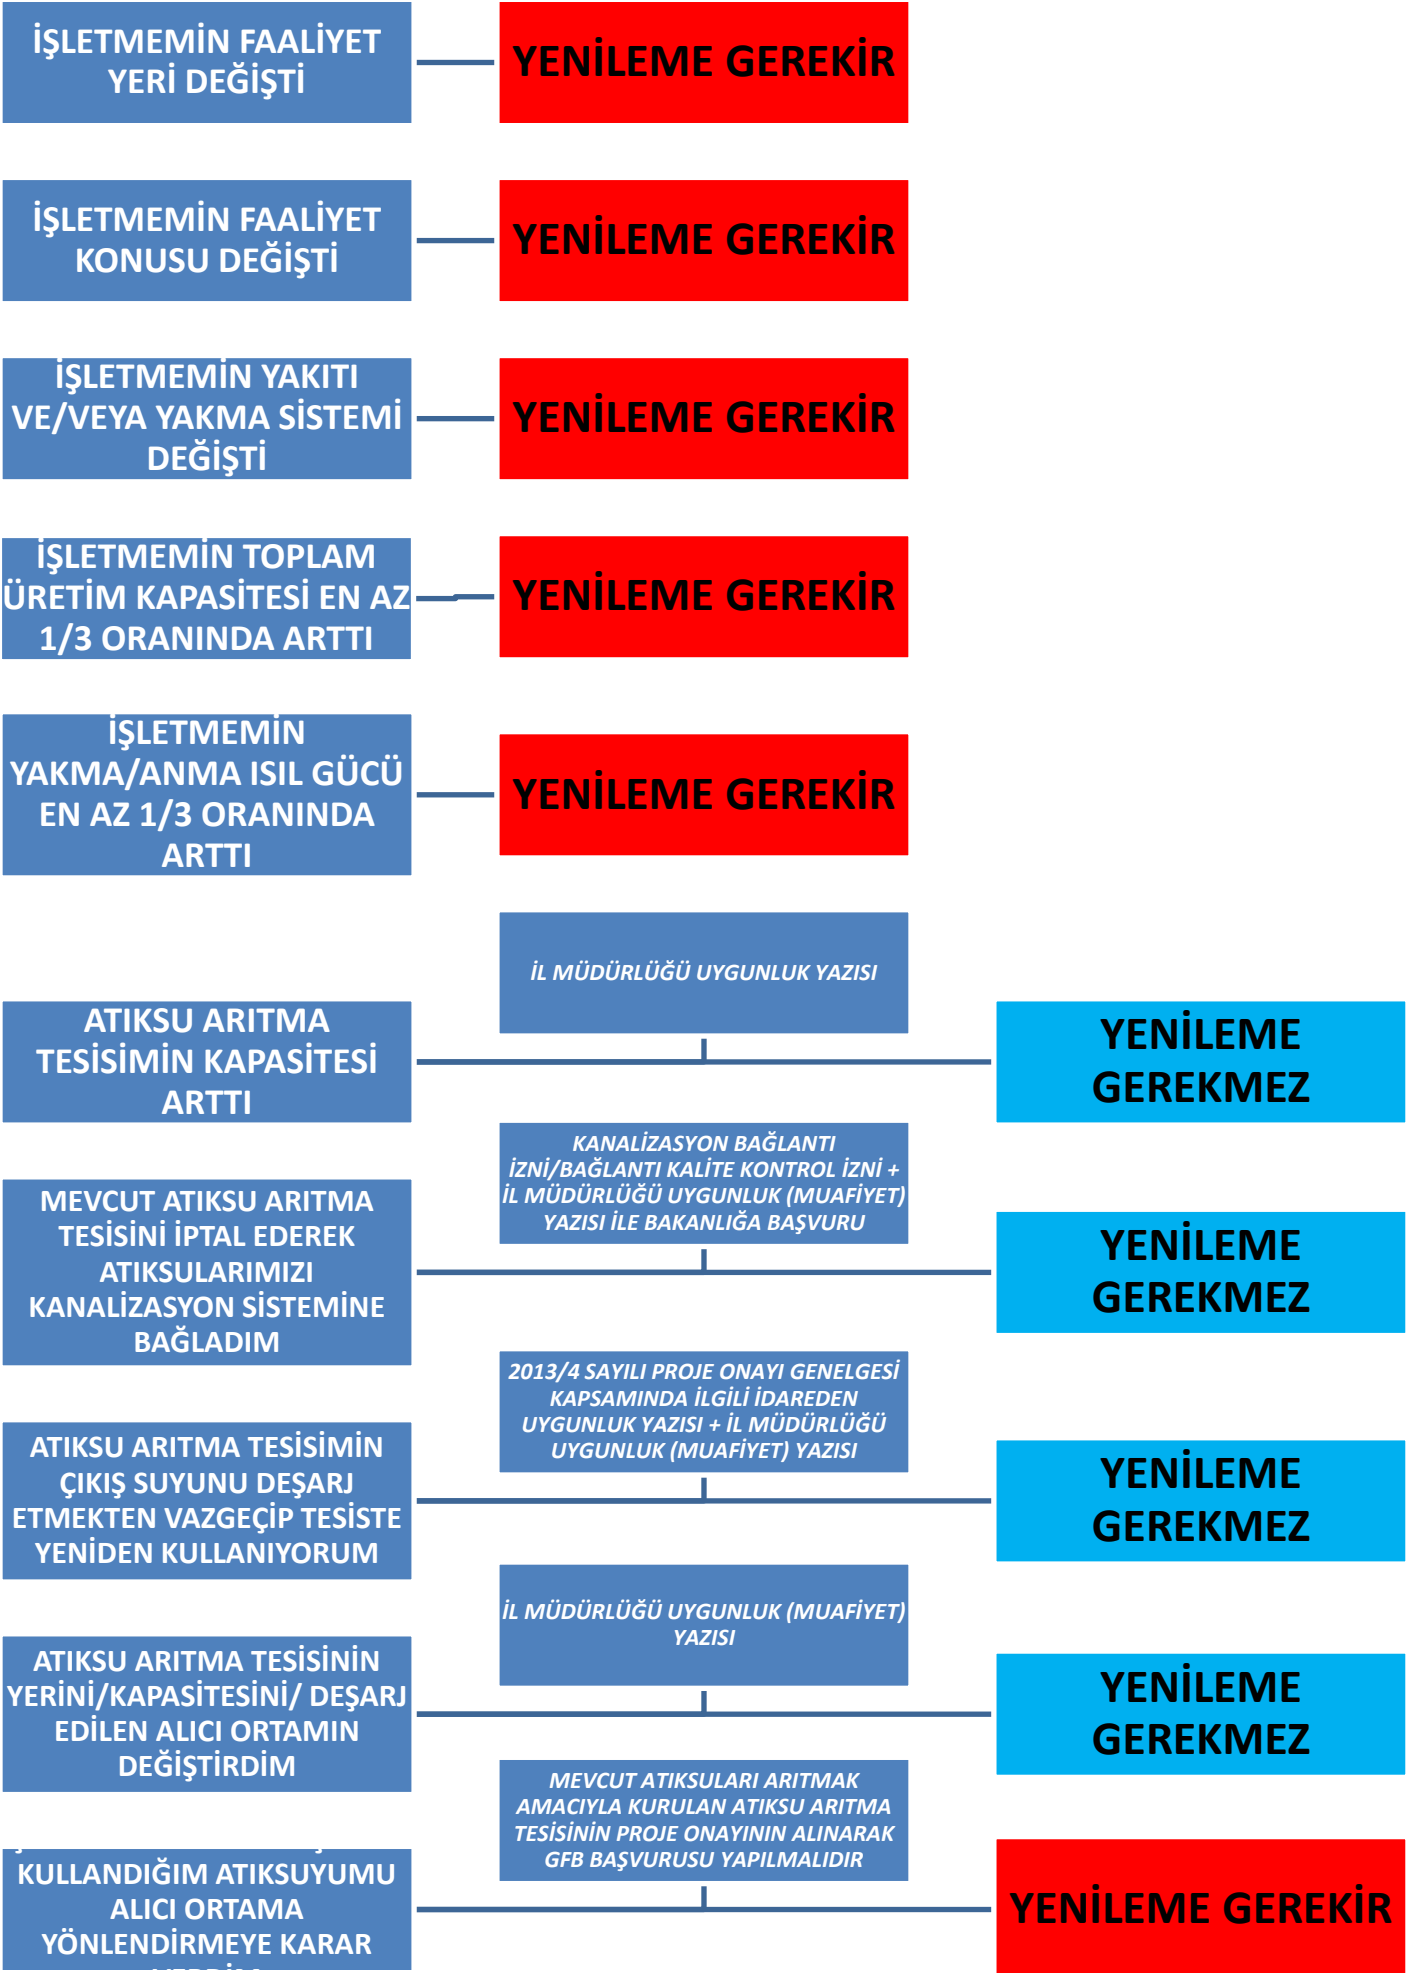 İŞLETMEMİN FAALİYET
YERİ DEĞİŞTİ
YENİLEME GEREKİR
İŞLETMEMİN FAALİYET
KONUSU DEĞİŞTİ
YENİLEME GEREKİR
İŞLETMEMİN YAKITI
VE/VEYA YAKMA SİSTEMİ
DEĞİŞTİ
YENİLEME GEREKİR
İŞLETMEMİN TOPLAM
ÜRETİM KAPASİTESİ EN AZ
1/3 ORANINDA ARTTI
YENİLEME GEREKİR
İŞLETMEMİN
YAKMA/ANMA ISIL GÜCÜ
EN AZ 1/3 ORANINDA
ARTTI
YENİLEME GEREKİR
ATIKSU ARITMA
TESİSİMİN KAPASİTESİ
ARTTI
İL MÜDÜRLÜĞÜ UYGUNLUK YAZISI
YENİLEME
GEREKMEZ
MEVCUT ATIKSU ARITMA
TESİSİNİ İPTAL EDEREK
ATIKSULARIMIZI
KANALİZASYON SİSTEMİNE
BAĞLADIM
KANALİZASYON BAĞLANTI
İZNİ/BAĞLANTI KALİTE KONTROL İZNİ +
İL MÜDÜRLÜĞÜ UYGUNLUK (MUAFİYET)
YAZISI İLE BAKANLIĞA BAŞVURU
YENİLEME
GEREKMEZ
ATIKSU ARITMA TESİSİMİN
ÇIKIŞ SUYUNU DEŞARJ
ETMEKTEN VAZGEÇİP TESİSTE
YENİDEN KULLANIYORUM
2013/4 SAYILI PROJE ONAYI GENELGESİ
KAPSAMINDA İLGİLİ İDAREDEN
UYGUNLUK YAZISI + İL MÜDÜRLÜĞÜ
UYGUNLUK (MUAFİYET) YAZISI
YENİLEME
GEREKMEZ
ATIKSU ARITMA TESİSİNİN
YERİNİ/KAPASİTESİNİ/ DEŞARJ
EDİLEN ALICI ORTAMIN
DEĞİŞTİRDİM
İL MÜDÜRLÜĞÜ UYGUNLUK (MUAFİYET)
YAZISI
YENİLEME
GEREKMEZ
KULLANDIĞIM ATIKSUYUMU
ALICI ORTAMA
YÖNLENDİRMEYE KARAR
MEVCUT ATIKSULARI ARITMAK
AMACIYLA KURULAN ATIKSU ARITMA
TESİSİNİN PROJE ONAYININ ALINARAK
GFB BAŞVURUSU YAPILMALIDIR
YENİLEME GEREKİR